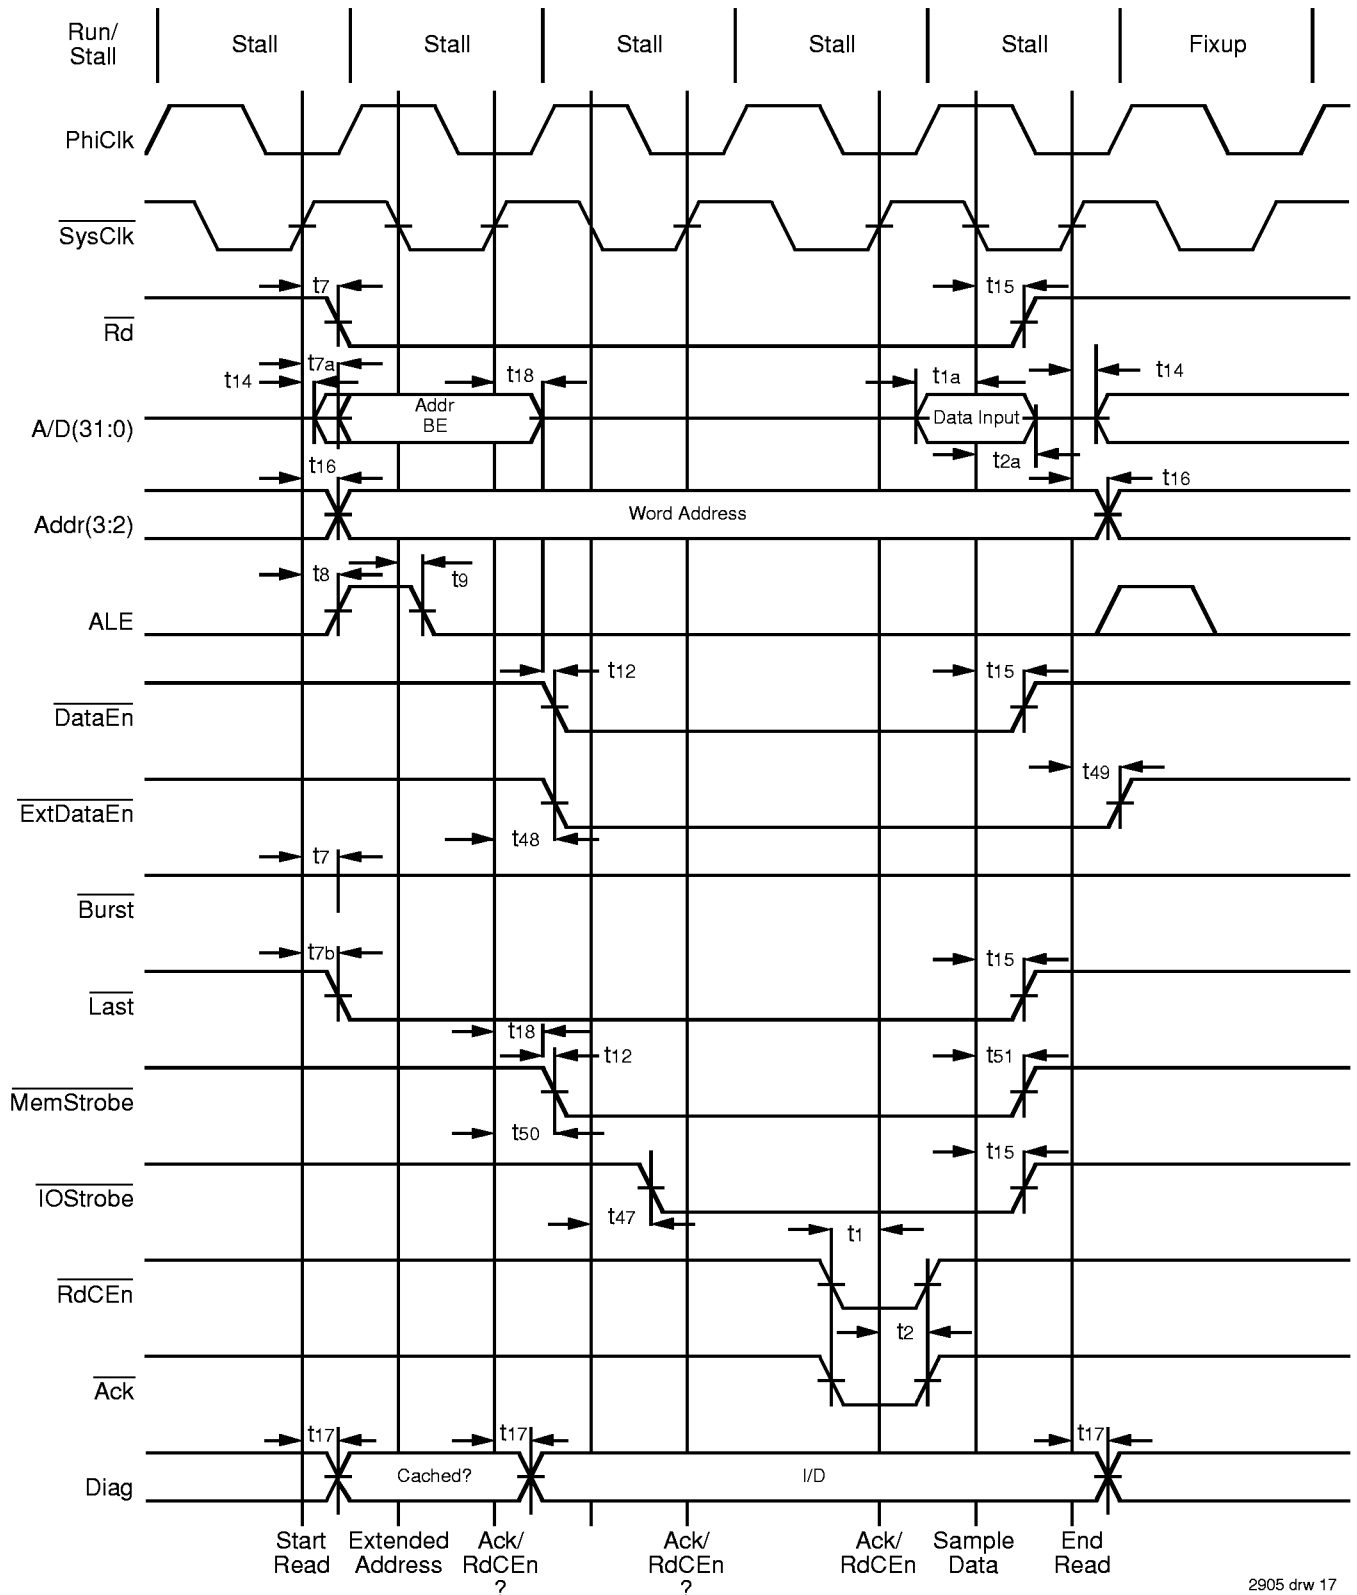 Run/
Stall
Stall
Stall
Stall
Stall
Stall
Fixup
PhiClk
SysClk
t7
t15
Rd
t7a
t14
t18
t1a
t14
Addr
BE
Data Input
A/D(31:0)
t2a
t16
t16
Word Address
Addr(3:2)
t8
t9
ALE
t12
t15
DataEn
t49
ExtDataEn
t48
t7
Burst
t7b
t15
Last
t18
t12
t51
MemStrobe
t50
t15
IOStrobe
t47
t1
RdCEn
t2
Ack
t17
t17
t17
Cached?
I/D
Diag
Start
Read
Extended
Address
Ack/
RdCEn
?
Ack/
RdCEn
?
Ack/
RdCEn
Sample
Data
End
Read
2905 drw 17